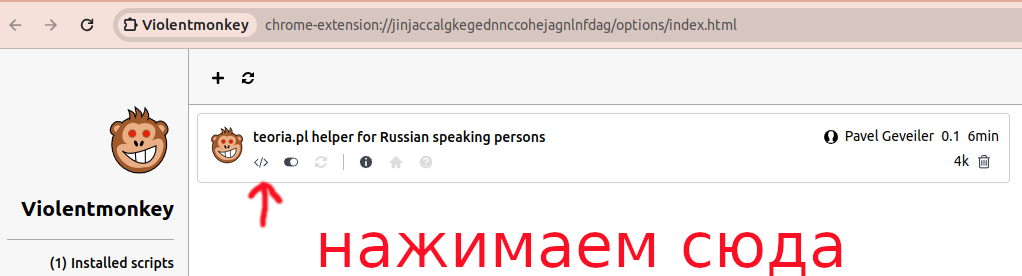 Violentmonkey chrome-extension://jinjaccalgkegednnccohejagnlnfdag/options/index.html
teoria.pl helper for Russian speaking persons Pavel Geveiler 0.1 6min
4k
Violentmonkey
нажимаем сюда
(1) Installed scripts